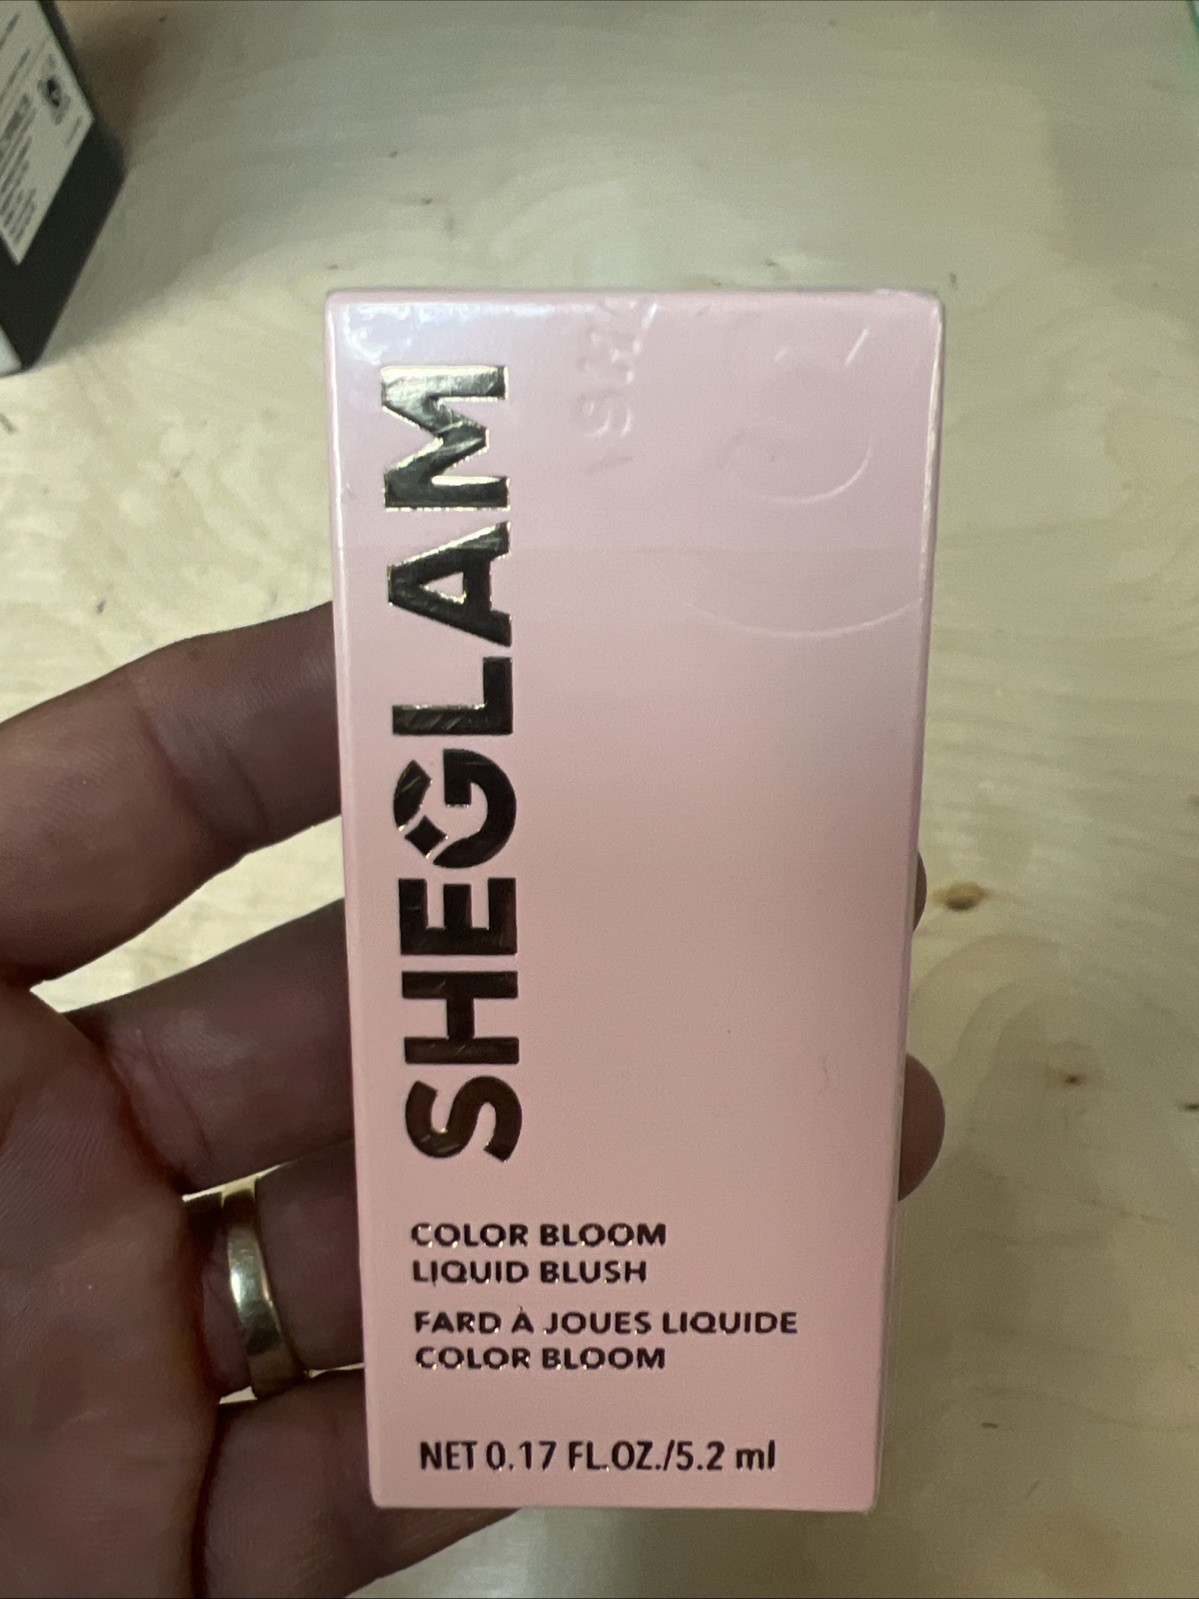 SHEGLAM
COLOR BLOOM
LIQUID BLUSH
FARD À JOUES LIQUIDE
COLOR BLOOM
NET 0.17 FL.OZ./5.2 ml